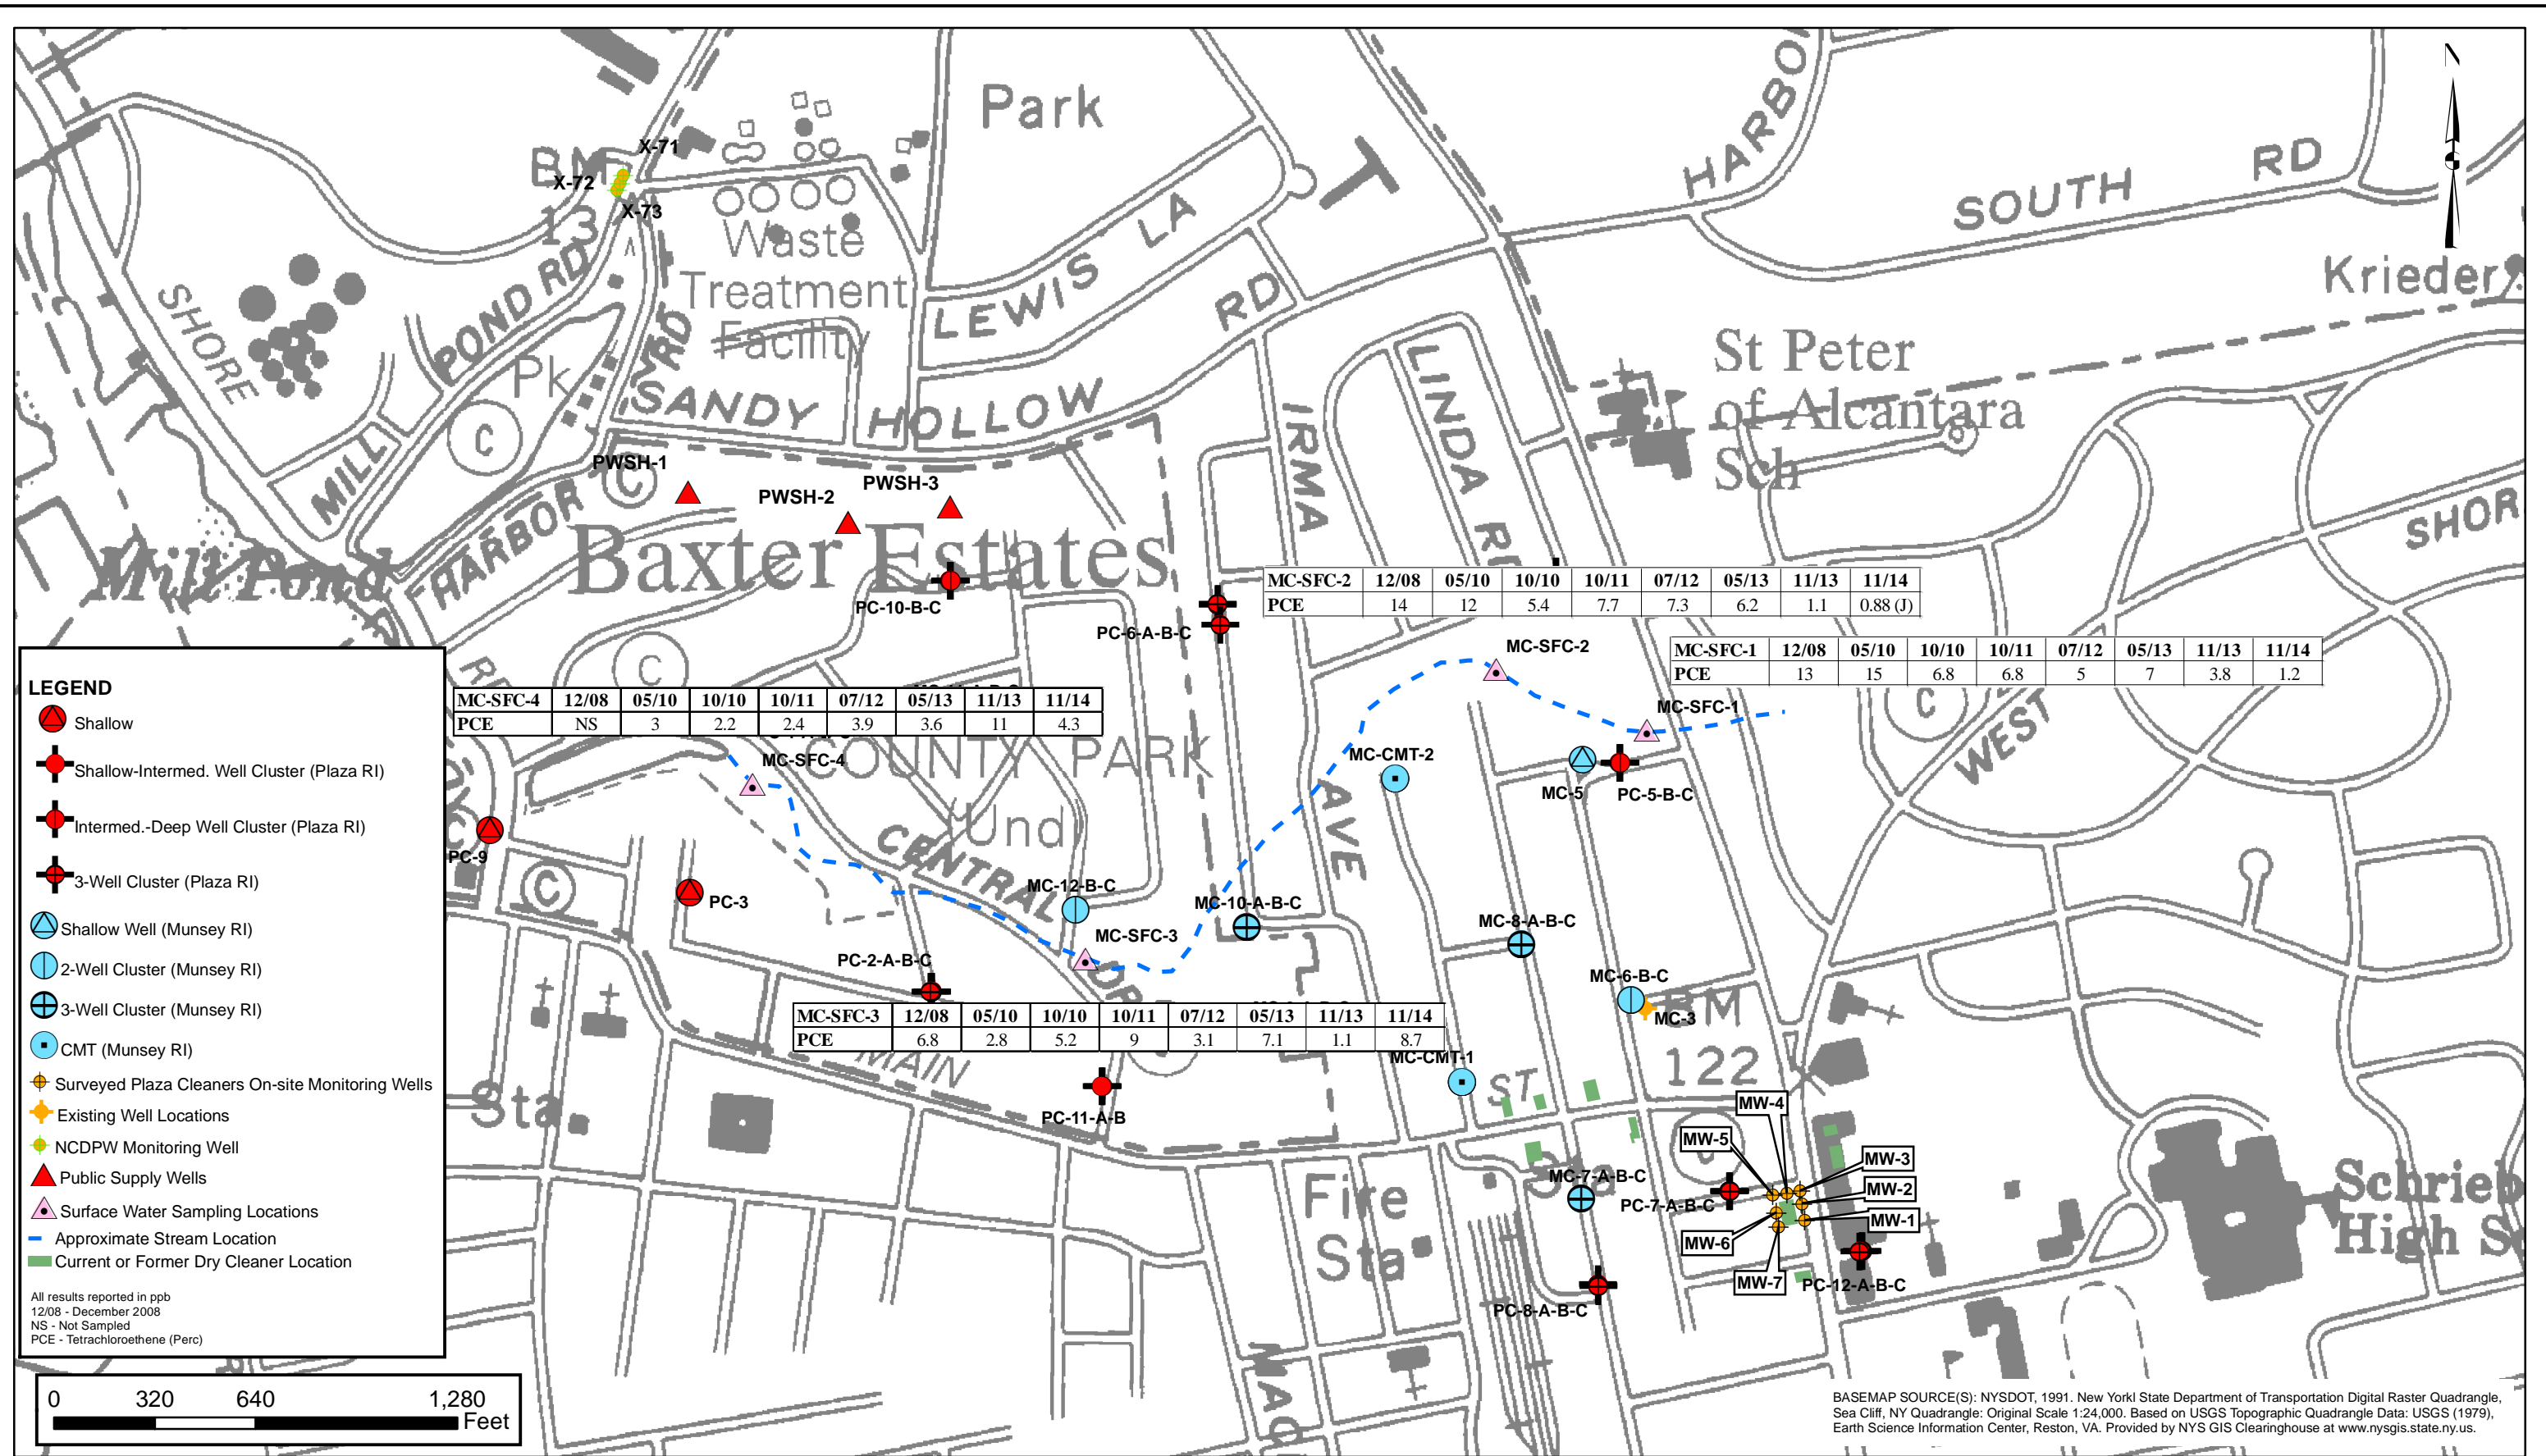 Park
HARBO
SOUTH RD
N
X-71
BM
X-72
X-73
13
Waste
Treatment
Facility
LEWIS LA
RD
Krieder
SHORE
POND RD
Pk
RD
SANDY HOLLOW
St Peter
of Alcantara
Sch
IRMA
LINDA RD
MILL
C
PWSH-1
C
PWSH-2
PWSH-3
HARBOR
Baxter Estates
Mill Pond
SHOR
PC-10-B-C
PC-6-A-B-C
MC-SFC-2 12/08 05/10 10/10 10/11 07/12 05/13 11/13 11/14
PCE 14 12 5.4 7.7 7.3 6.2 1.1 0.88 (J)
MC-SFC-2
MC-SFC-1 12/08 05/10 10/10 10/11 07/12 05/13 11/13 11/14
PCE 13 15 6.8 6.8 5 7 3.8 1.2
C
RD
MC-SFC-4 12/08 05/10 10/10 10/11 07/12 05/13 11/13 11/14
PCE NS 3 2.2 2.4 3.9 3.6 11 4.3
MC-SFC-1
C
WEST
MC-SFC-4
COUNTY PARK
(Und)
MC-CMT-2
AVE
MC-5
PC-5-B-C
PC-9
C
PC-3
CENTRAL
MC-12-B-C
MC-10-A-B-C
MC-8-A-B-C
MC-SFC-3
PC-2-A-B-C
MC-6-B-C
MC-3
BM
122
MC-SFC-3 12/08 05/10 10/10 10/11 07/12 05/13 11/13 11/14
PCE 6.8 2.8 5.2 9 3.1 7.1 1.1 8.7
MAIN
MC-CMT-1
ST
Sta
PC-11-A-B
MW-4
MW-5
C
MW-3
MW-2
MW-1
MC-7-A-B-C
Sta
PC-7-A-B-C
MW-6
MW-7
PC-12-A-B-C
Fire
Sta
PC-8-A-B-C
Schrieb
High S
LEGEND
Shallow
Shallow-Intermed. Well Cluster (Plaza RI)
Intermed.-Deep Well Cluster (Plaza RI)
3-Well Cluster (Plaza RI)
Shallow Well (Munsey RI)
2-Well Cluster (Munsey RI)
3-Well Cluster (Munsey RI)
CMT (Munsey RI)
Surveyed Plaza Cleaners On-site Monitoring Wells
Existing Well Locations
NCDPW Monitoring Well
Public Supply Wells
Surface Water Sampling Locations
Approximate Stream Location
Current or Former Dry Cleaner Location
All results reported in ppb
12/08 - December 2008
NS - Not Sampled
PCE - Tetrachloroethene (Perc)
0 320 640 1,280
Feet
BASEMAP SOURCE(S): NYSDOT, 1991. New Yorkl State Department of Transportation Digital Raster Quadrangle,
Sea Cliff, NY Quadrangle: Original Scale 1:24,000. Based on USGS Topographic Quadrangle Data: USGS (1979),
Earth Science Information Center, Reston, VA. Provided by NYS GIS Clearinghouse at www.nysgis.state.ny.us.